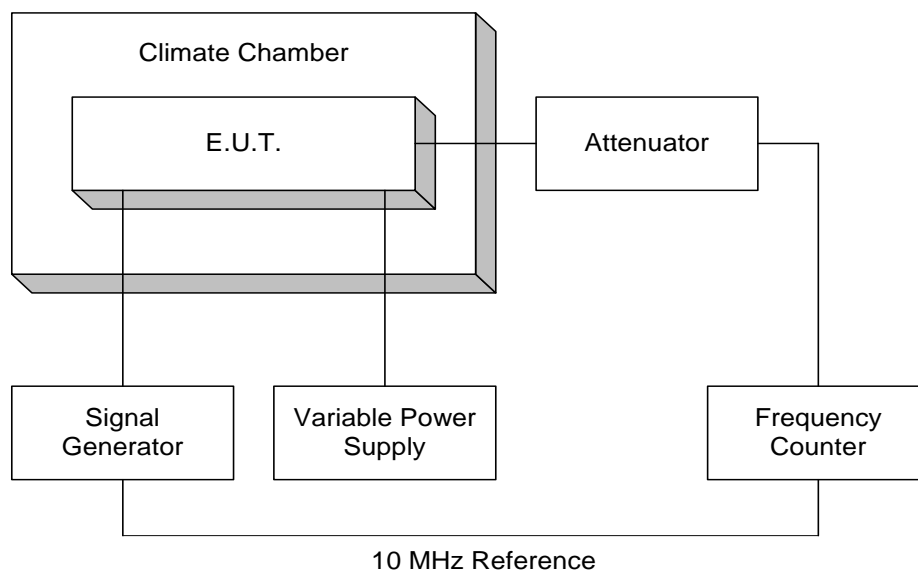 Climate Chamber
E.U.T.
Attenuator
Signal
Generator
Variable Power
Supply
Frequency
Counter
10 MHz Reference